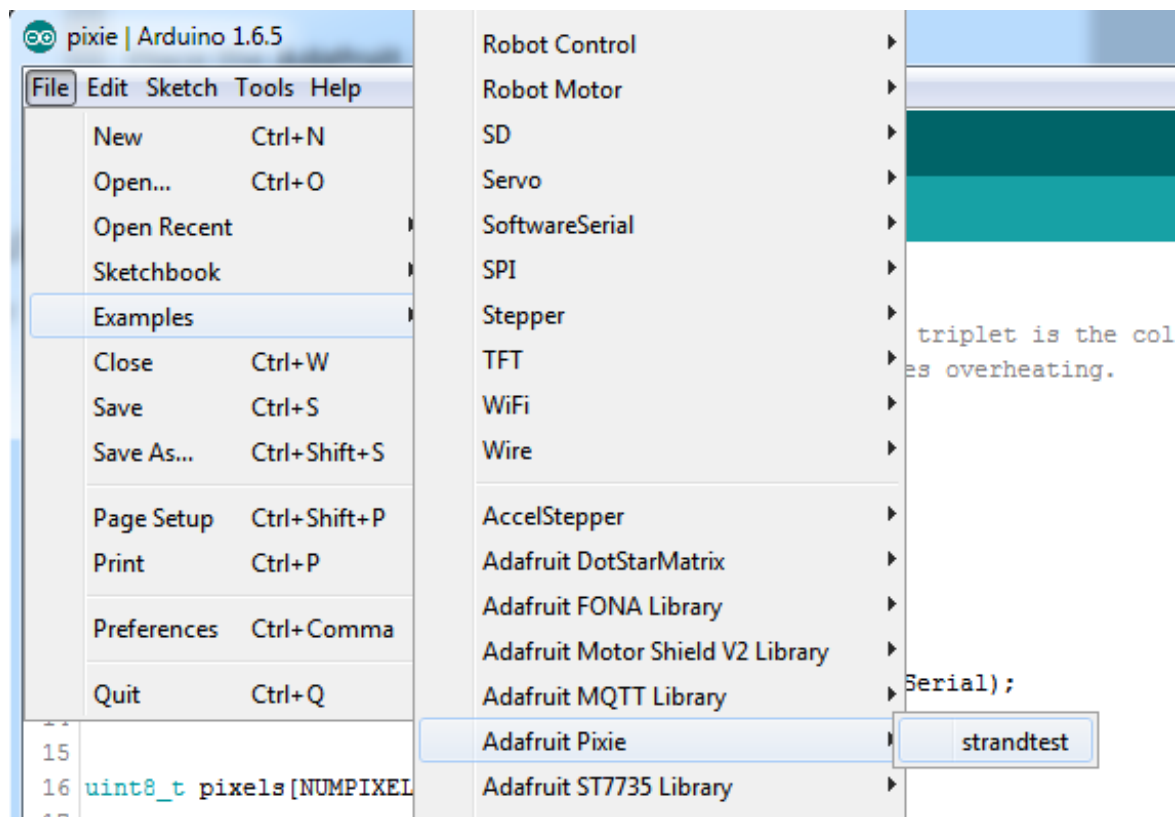 pixie | Arduino 1.6.5
File Edit Sketch Tools Help
New Ctrl+N
Open... Ctrl+O
Open Recent
Sketchbook
Examples
Close Ctrl+W
Save Ctrl+S
Save As... Ctrl+Shift+S
Page Setup Ctrl+Shift+P
Print Ctrl+P
Preferences Ctrl+Comma
Quit Ctrl+Q
Robot Control
Robot Motor
SD
Servo
SoftwareSerial
SPI
Stepper
TFT
WiFi
Wire
AccelStepper
Adafruit DotStarMatrix
Adafruit FONA Library
Adafruit Motor Shield V2 Library
Adafruit MQTT Library
Adafruit Pixie
Adafruit ST7735 Library
strandtest
triplet is the col
es overheating.
Serial);
15
16 uint8_t pixels[NUMPIXEL